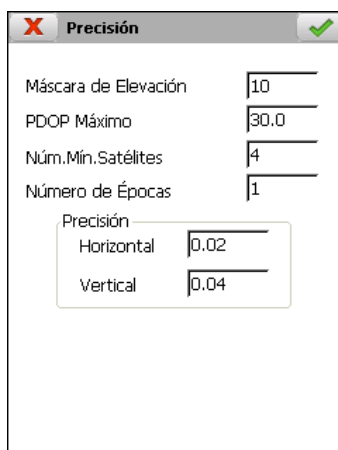 Precisión
Máscara de Elevación 10
PDOP Máximo 30.0
Núm.Mín.Satélites 4
Número de Épocas 1
Precisión
Horizontal 0.02
Vertical 0.04